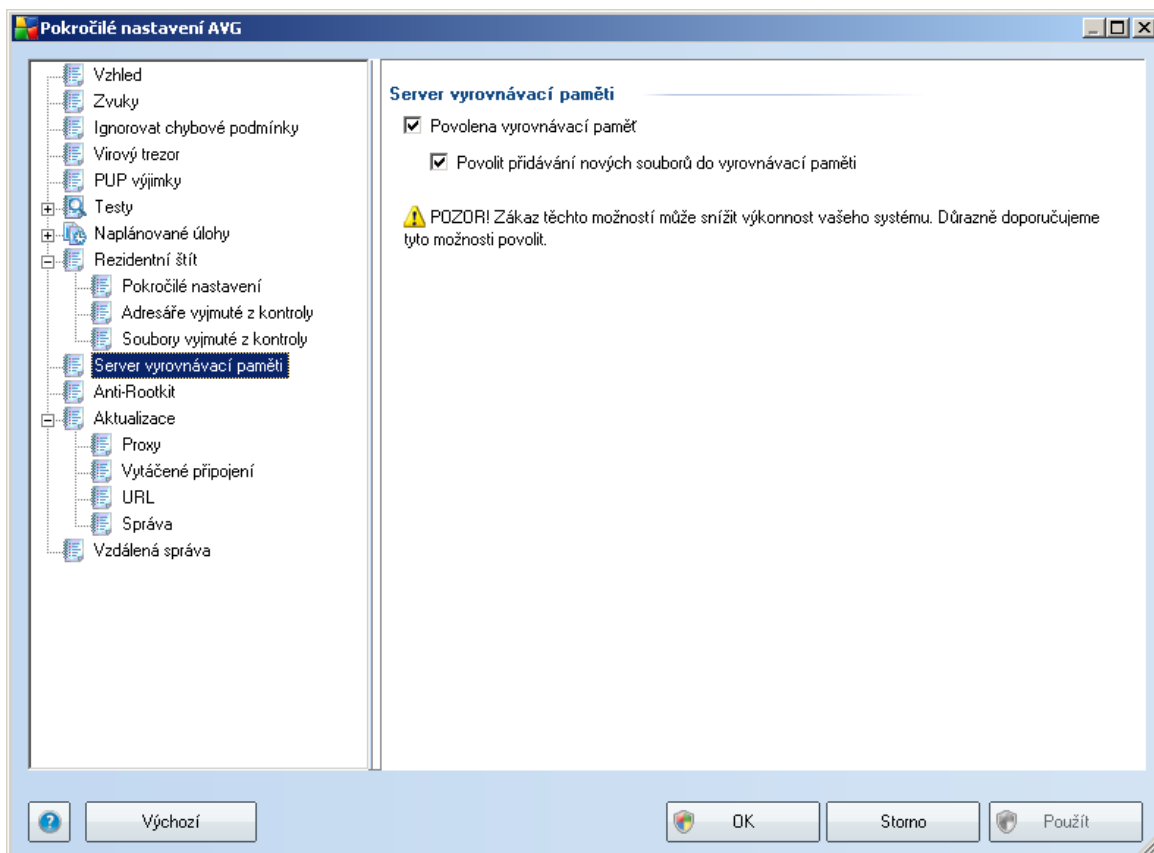 Pokročilé nastavení AVG
Vzhled
Zvuky
Ignorovat chybové podmínky
Virový trezor
PUP výjimky
Testy
Naplánované úlohy
Rezidentní štít
Pokročilé nastavení
Adresáře vyjmuté z kontroly
Soubory vyjmuté z kontroly
Server vyrovnávací paměti
Anti-Rootkit
Aktualizace
Proxy
Vytáčené připojení
URL
Správa
Vzdálená správa
Server vyrovnávací paměti
Povolena vyrovnávací paměť
Povolit přidávání nových souborů do vyrovnávací paměti
POZOR! Zákaz těchto možností může snížit výkonnost vašeho systému. Důrazně doporučujeme
tyto možnosti povolit.
Výchozí
OK
Storno
Použít